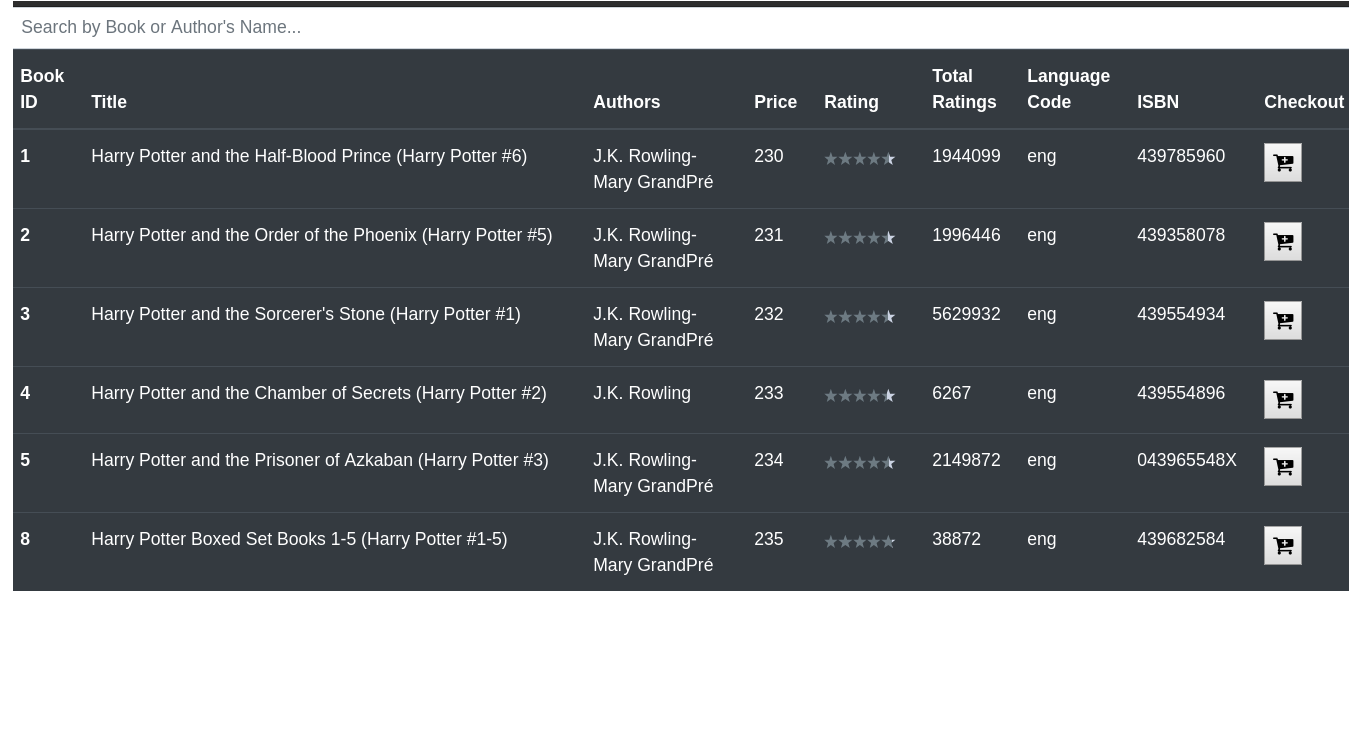 Search by Book or Author's Name...
Book ID Title Authors Price Rating Total Ratings Language Code ISBN Checkout
1 Harry Potter and the Half-Blood Prince (Harry Potter #6) J.K. Rowling- 230 1944099 eng 439785960
Mary GrandPré
2 Harry Potter and the Order of the Phoenix (Harry Potter #5) J.K. Rowling- 231 1996446 eng 439358078
Mary GrandPré
3 Harry Potter and the Sorcerer's Stone (Harry Potter #1) J.K. Rowling- 232 5629932 eng 439554934
Mary GrandPré
4 Harry Potter and the Chamber of Secrets (Harry Potter #2) J.K. Rowling 233 6267 eng 439554896
5 Harry Potter and the Prisoner of Azkaban (Harry Potter #3) J.K. Rowling- 234 2149872 eng 043965548X
Mary GrandPré
8 Harry Potter Boxed Set Books 1-5 (Harry Potter #1-5) J.K. Rowling- 235 38872 eng 439682584
Mary GrandPré